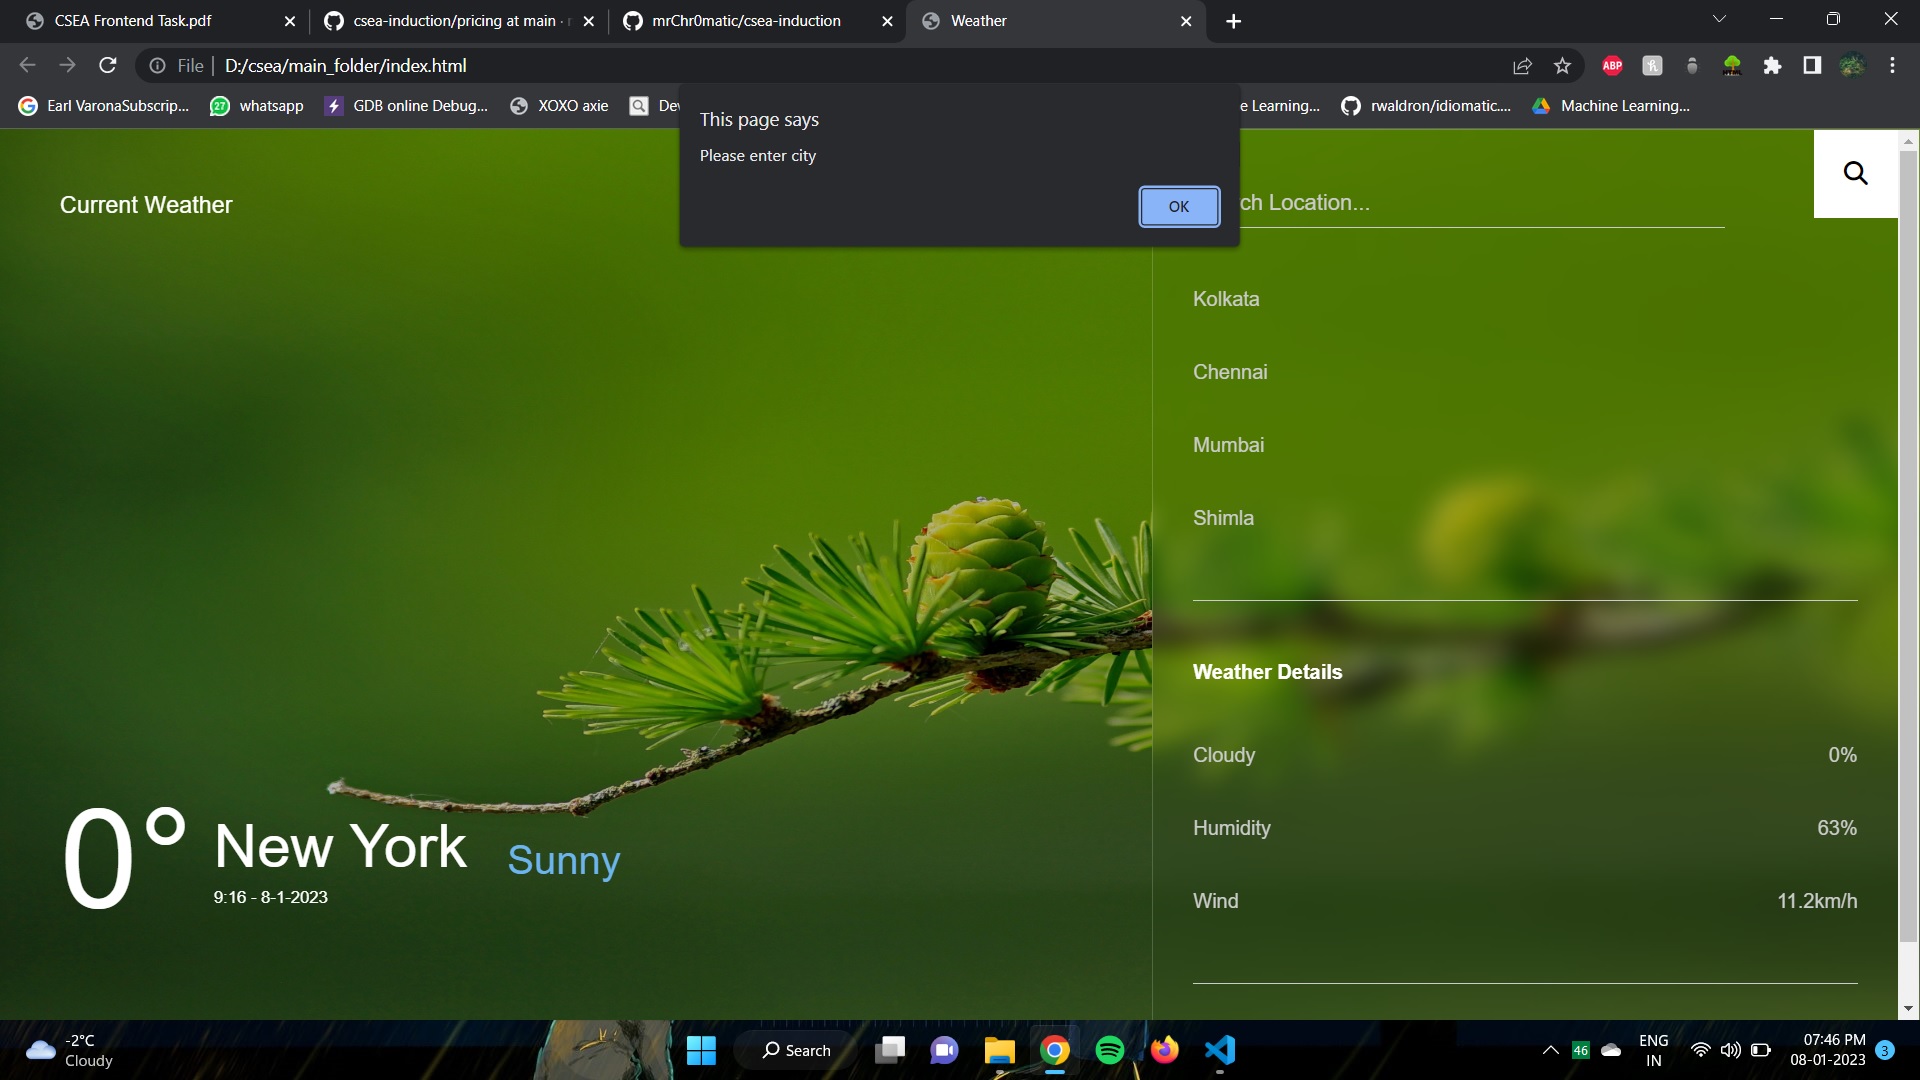 CSEA Frontend Task.pdf
csea-induction/pricing at main ·
mrChr0matic/csea-induction
Weather
File
D:/csea/main_folder/index.html
ABP
Earl VaronaSubscrip...
27
whatsapp
GDB online Debug...
XOXO axie
e Learning...
rwaldron/idiomatic....
Machine Learning...
This page says
Please enter city
OK
Current Weather
ch Location...
Kolkata
Chennai
Mumbai
Shimla
Weather Details
Cloudy 0%
Humidity 63%
Wind 11.2km/h
0° New York Sunny
9:16 - 8-1-2023
-2°C
Cloudy
Search
46
ENG
IN
07:46 PM
08-01-2023
3